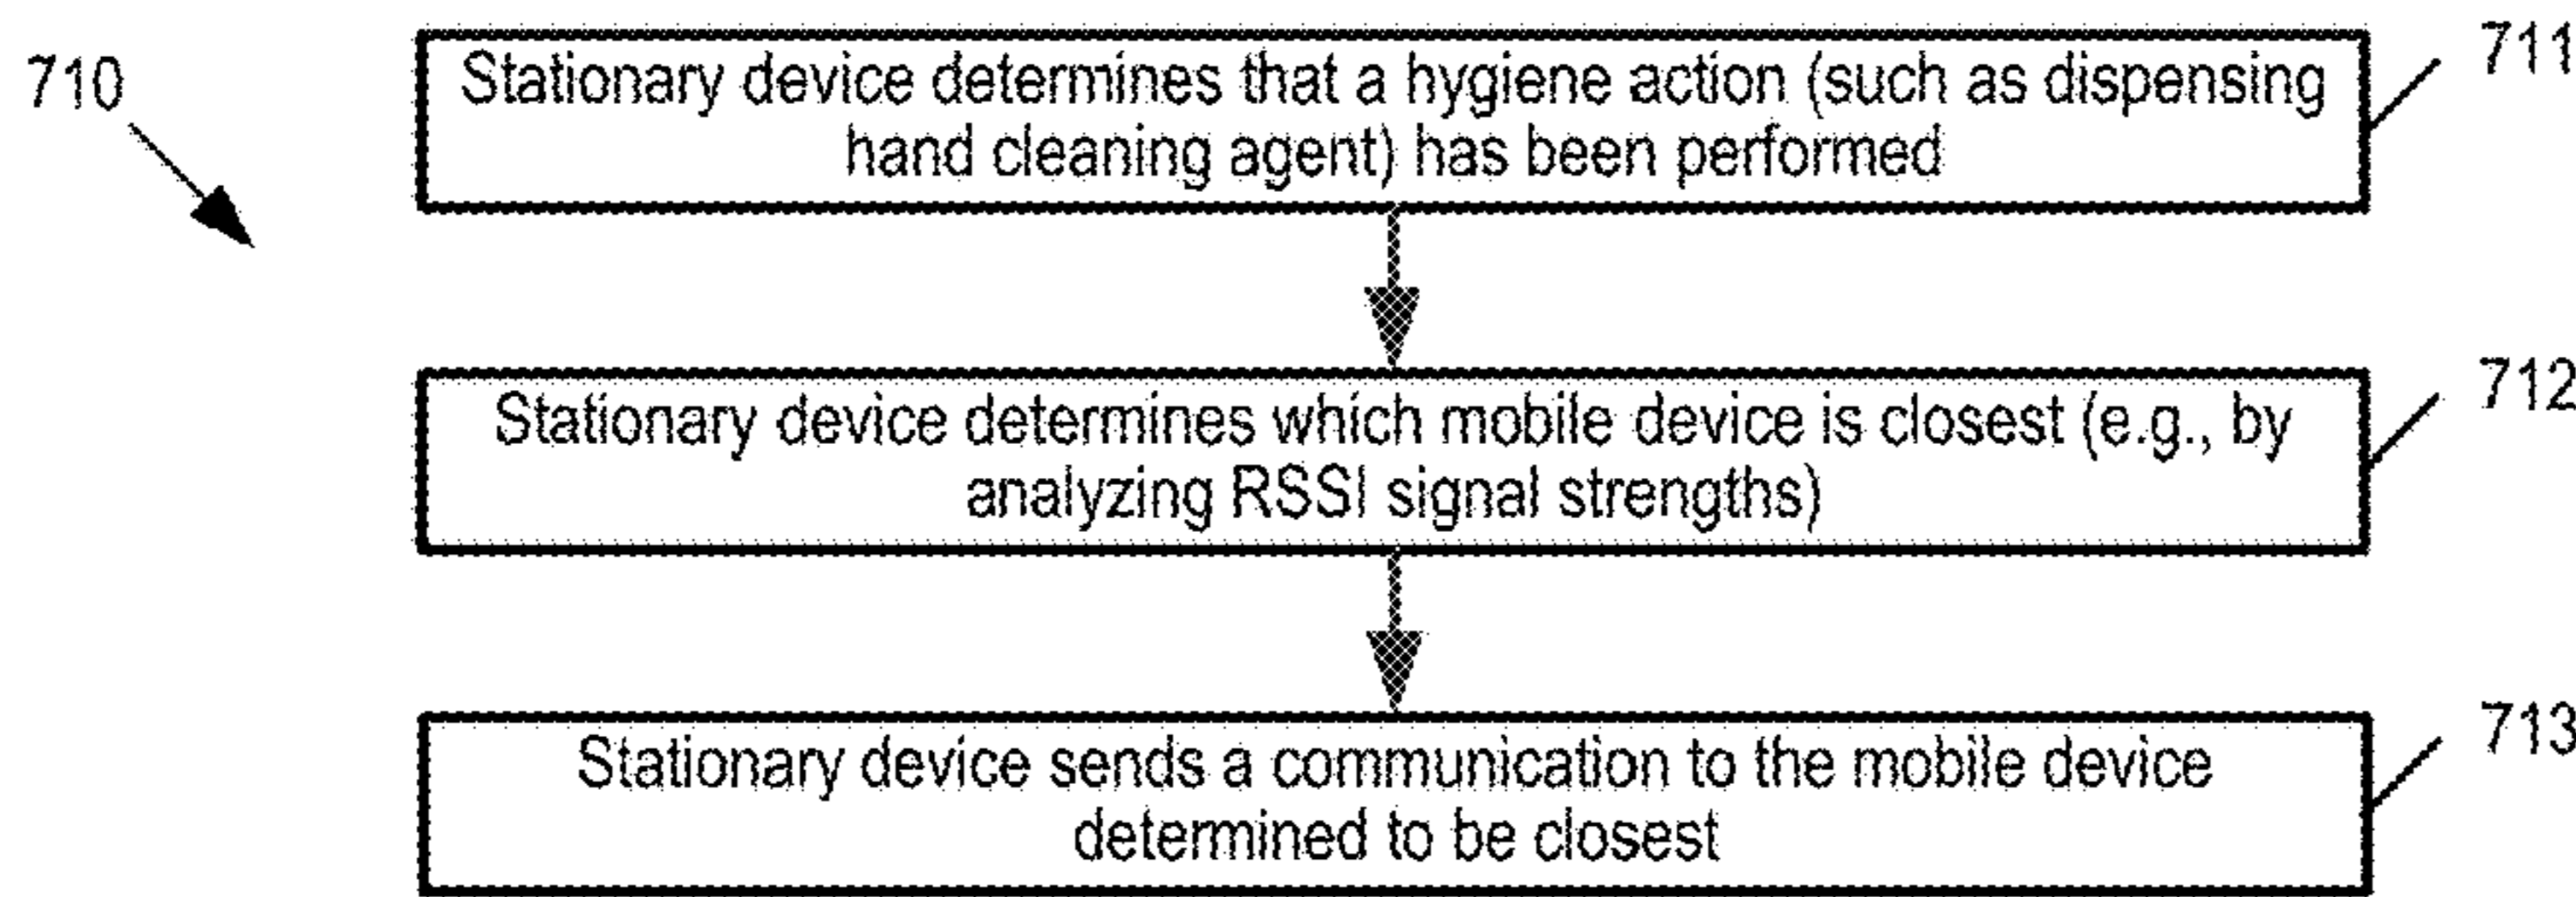 710
Stationary device determines that a hygiene action (such as dispensing
hand cleaning agent) has been performed
711
Stationary device determines which mobile device is closest (e.g., by
analyzing RSSI signal strengths)
712
Stationary device sends a communication to the mobile device
determined to be closest
713